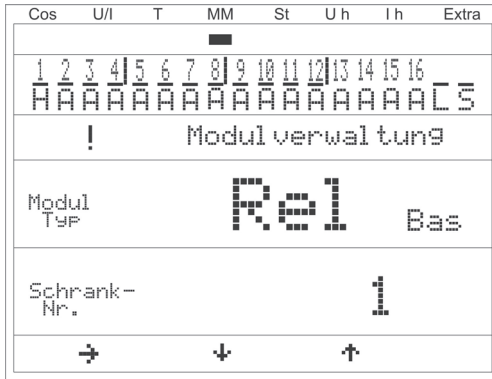 Cos U/I T MM St U h I h Extra
1 2 3 4 5 6 7 8 9 10 11 12 13 14 15 16
H A A A A A A A A A A A A A A A C S
! Modulverwaltung
Modul
Typ
Rel Bas
Schrank-
Nr.
1
→ ↓ ↑